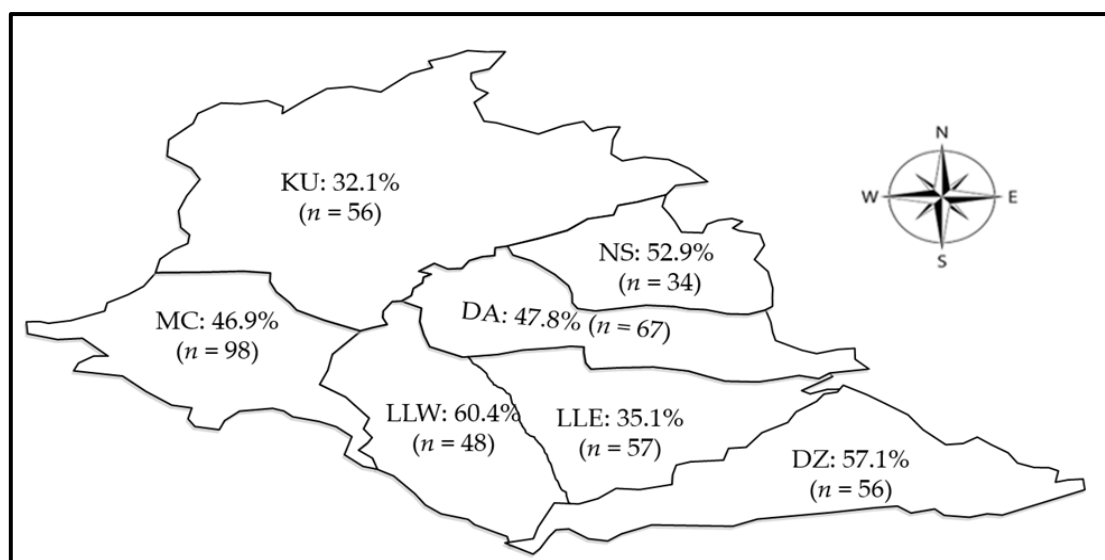 N
W
E
S
KU: 32.1%
(n = 56)
NS: 52.9%
(n = 34)
DA: 47.8% (n = 67)
MC: 46.9%
(n = 98)
LLW: 60.4%
(n = 48)
LLE: 35.1%
(n = 57)
DZ: 57.1%
(n = 56)